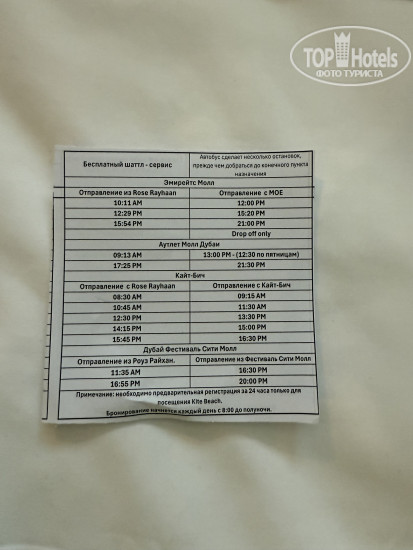 TOP Hotels
ФОТО ТУРИСТА
Бесплатный шаттл - сервис
Автобус сделает несколько остановок,
прежде чем добраться до конечного пункта
назначения
Эмирейтс Молл
Отправление из Rose Rayhaan Отправление с MOE
10:11 AM 12:00 PM
12:29 PM 15:20 PM
15:54 PM 21:00 PM
Drop off only
Аутлет Молл Дубаи
09:13 AM 13:00 PM - (12:30 по пятницам)
17:25 PM 21:30 PM
Кайт-Бич
Отправление с Rose Rayhaan Отправление с Кайт-Бич
08:30 AM 09:15 AM
10:45 AM 11:30 AM
12:30 PM 13:30 PM
14:15 PM 15:00 PM
15:45 PM 16:30 PM
Дубай Фестиваль Сити Молл
Отправление из Роуз Райхан. Отправление из Фестиваль Сити Молл
11:35 AM 16:30 PM
16:55 PM 20:00 PM
Примечание: необходимо предварительная регистрация за 24 часа только для
посещения Kite Beach.
Бронирование начнется каждый день с 8:00 до полуночи.